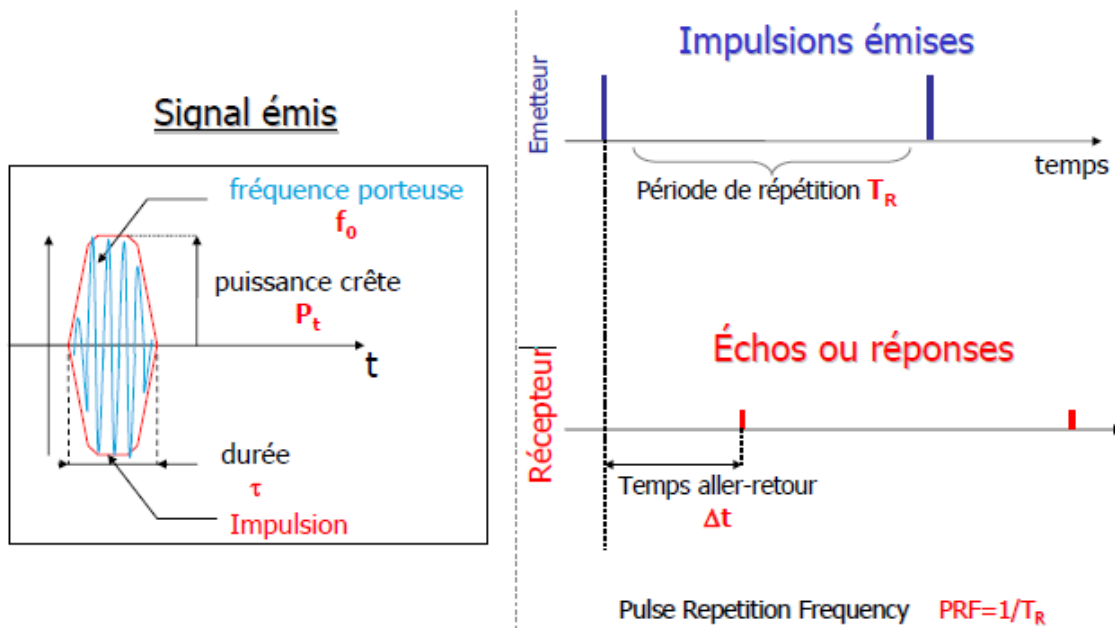 Signal émis
fréquence porteuse
f0
puissance crête
Pt
t
durée
τ
Impulsion
Emetteur
Impulsions émises
temps
Période de répétition TR
Récepteur
Échos ou réponses
Temps aller-retour
Δt
Pulse Repetition Frequency PRF=1/TR